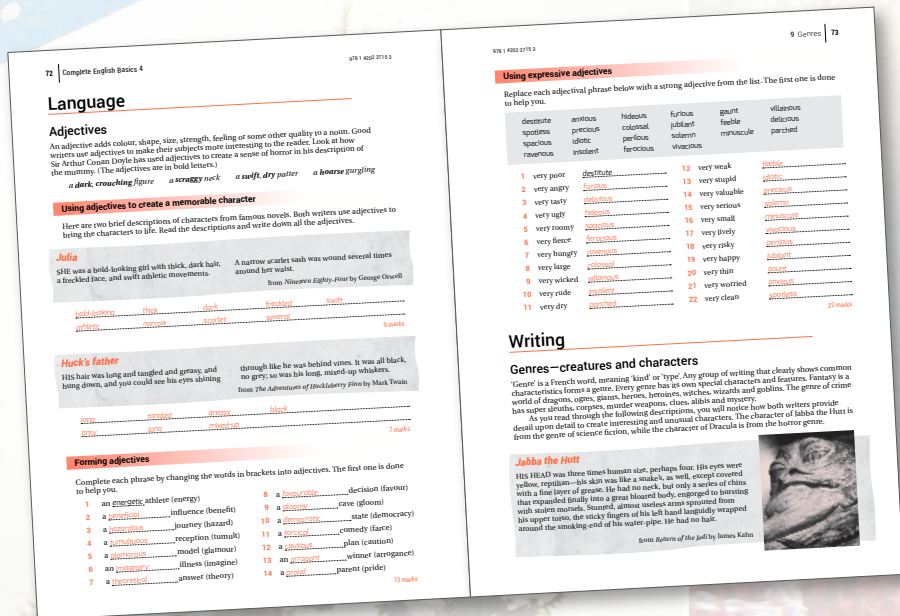 72 Complete English Basics 4
978 1 4202 3715 3
Language
Adjectives
An adjective adds colour, shape, size, strength, feeling or some other quality to a noun. Good
writers use adjectives to make their subjects more interesting to the reader. Look at how
Sir Arthur Conan Doyle has used adjectives to create a sense of horror in his description of
the mummy. (The adjectives are in bold letters.)
a dark, crouching figure a scraggy neck a swift, dry patter a hoarse gurgling
Using adjectives to create a memorable character
Here are two brief descriptions of characters from famous novels. Both writers use adjectives to
bring the characters to life. Read the descriptions and write down all the adjectives.
Julia
SHE was a bold-looking girl with thick, dark hair,
a freckled face, and swift athletic movements.
A narrow scarlet sash was wound several times
around her waist.
from Nineteen Eighty-Four by George Orwell
bold-looking thick dark freckled swift
athletic narrow scarlet several
9 marks
Huck's father
HIS hair was long and tangled and greasy, and
hung down, and you could see his eyes shining
through like he was behind vines. It was all black,
no grey; so was his long, mixed-up whiskers.
from The Adventures of Huckleberry Finn by Mark Twain
long tangled greasy black
grey long mixed-up
7 marks
Forming adjectives
Complete each phrase by changing the words in brackets into adjectives. The first one is done
to help you.
1 an energetic athlete (energy)
2 a beneficial influence (benefit)
3 a hazardous journey (hazard)
4 a tumultuous reception (tumult)
5 a glamorous model (glamour)
6 an imaginary illness (imagine)
7 a theoretical answer (theory)
8 a favourable decision (favour)
9 a gloomy cave (gloom)
10 a democratic state (democracy)
11 a farcical comedy (farce)
12 a cautious plan (caution)
13 an arrogant winner (arrogance)
14 a proud parent (pride)
13 marks
978 1 4202 3715 3
9 Genres 73
Using expressive adjectives
Replace each adjectival phrase below with a strong adjective from the list. The first one is done
to help you.
destitute anxious hideous furious gaunt villainous
spotless precious colossal jubilant feeble delicious
spacious idiotic perilous solemn minuscule parched
ravenous insolent ferocious vivacious
1 very poor destitute
2 very angry furious
3 very tasty delicious
4 very ugly hideous
5 very roomy spacious
6 very fierce ferocious
7 very hungry ravenous
8 very large colossal
9 very wicked villainous
10 very rude insolent
11 very dry parched
12 very weak feeble
13 very stupid idiotic
14 very valuable precious
15 very serious solemn
16 very small minuscule
17 very lively vivacious
18 very risky perilous
19 very happy jubilant
20 very thin gaunt
21 very worried anxious
22 very clean spotless
22 marks
Writing
Genres—creatures and characters
'Genre' is a French word, meaning 'kind' or 'type'. Any group of writing that clearly shows common
characteristics forms a genre. Every genre has its own special characters and features. Fantasy is a
world of dragons, ogres, giants, heroes, heroines, witches, wizards and goblins. The genre of crime
has super sleuths, corpses, murder weapons, clues, alibis and mystery.
As you read through the following descriptions, you will notice how both writers provide
detail upon detail to create interesting and unusual characters. The character of Jabba the Hutt is
from the genre of science fiction, while the character of Dracula is from the horror genre.
Jabba the Hutt
HIS HEAD was three times human size, perhaps four. His eyes were
yellow, reptilian—his skin was like a snake's, as well, except covered
with a fine layer of grease. He had no neck, but only a series of chins
that expanded finally into a great bloated body, engorged to bursting
with stolen morsels. Stunted, almost useless arms sprouted from
his upper torso, the sticky fingers of his left hand languidly wrapped
around the smoking-end of his water-pipe. He had no hair.
from Return of the Jedi by James Kahn